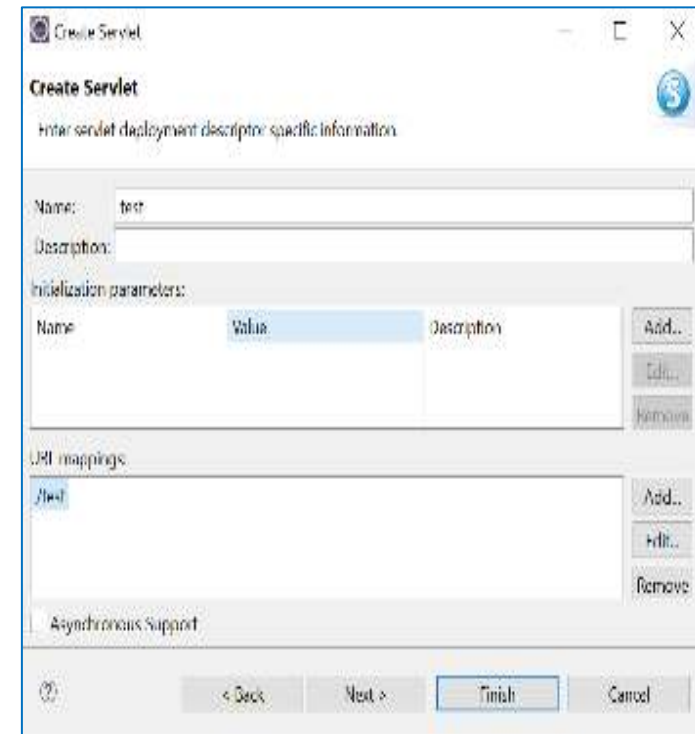 Create Servlet
Create Servlet
Enter servlet deployment descriptor specific information.
Name: test
Description:
Initialization parameters:
Name Value Description
Add...
Edit...
Remove
URL mappings:
/test
Add...
Edit...
Remove
Asynchronous Support
< Back Next > Finish Cancel